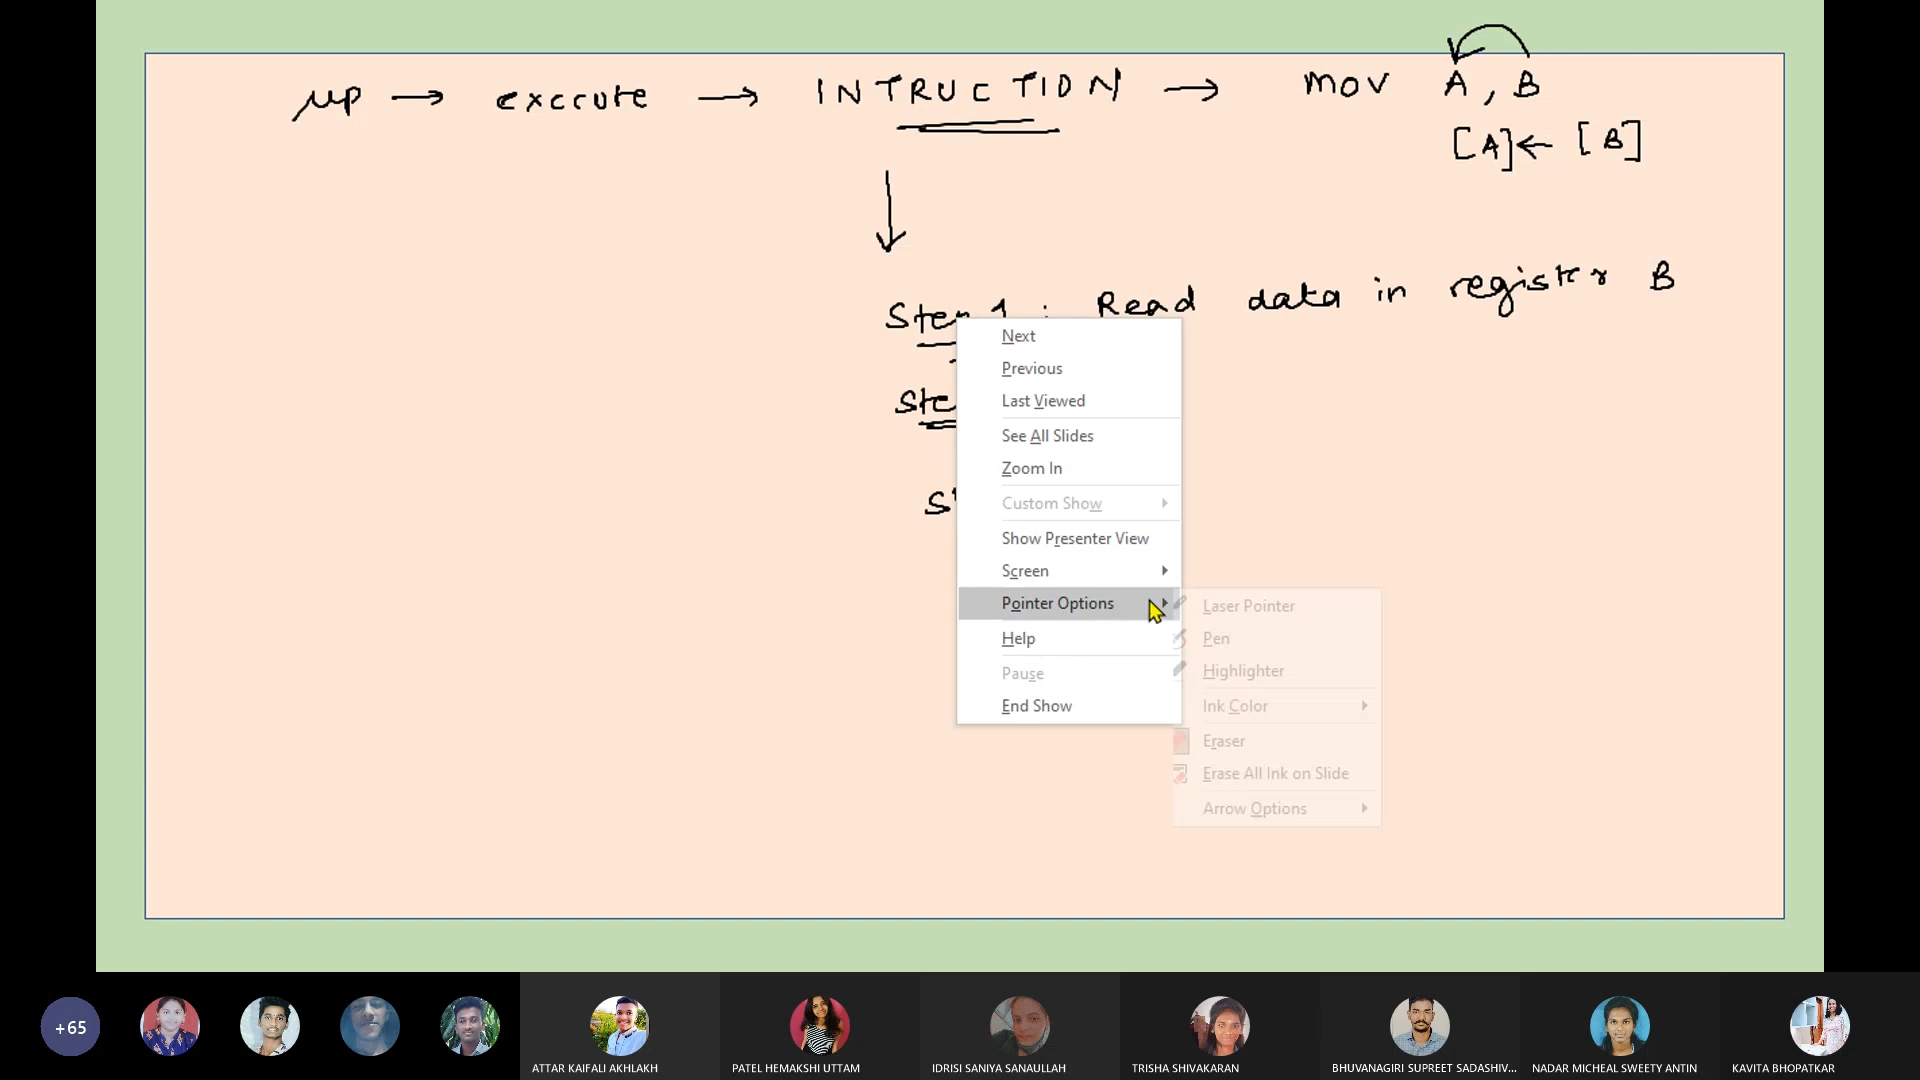 μp → execute → INTRUCTION → MOV A, B
[A] ← [B]
Step 1 : Read data in register B
Next
Previous
Last Viewed
See All Slides
Zoom In
Custom Show
Show Presenter View
Screen
Pointer Options
Help
Pause
End Show
Laser Pointer
Pen
Highlighter
Ink Color
Eraser
Erase All Ink on Slide
Arrow Options
+65
ATTAR KAIFALI AKHLAKH
PATEL HEMAKSHI UTTAM
IDRISI SANIYA SANAULLAH
TRISHA SHIVAKARAN
BHUVANAGIRI SUPREET SADASHIV...
NADAR MICHEAL SWEETY ANTIN
KAVITA BHOPATKAR